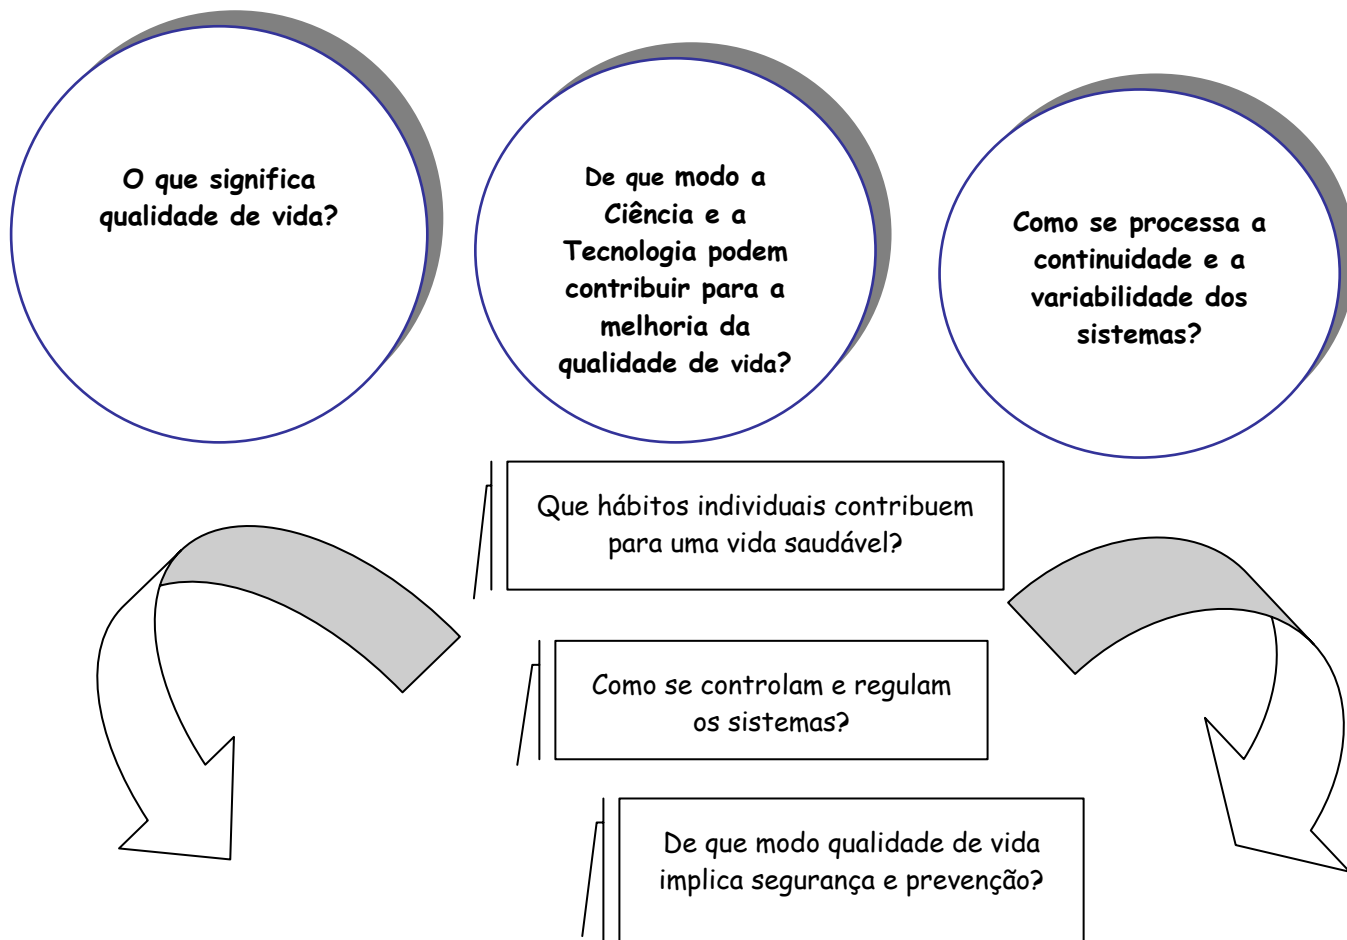 O que significa
qualidade de vida?
De que modo a
Ciência e a
Tecnologia podem
contribuir para a
melhoria da
qualidade de vida?
Como se processa a
continuidade e a
variabilidade dos
sistemas?
Que hábitos individuais contribuem
para uma vida saudável?
Como se controlam e regulam
os sistemas?
De que modo qualidade de vida
implica segurança e prevenção?